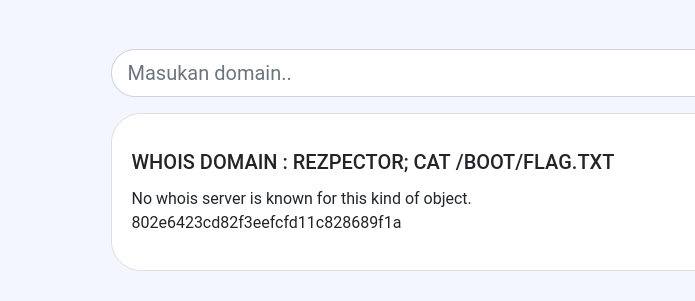 Masukan domain..
WHOIS DOMAIN : REZPECTOR; CAT /BOOT/FLAG.TXT
No whois server is known for this kind of object.
802e6423cd82f3eefcfd11c828689f1a